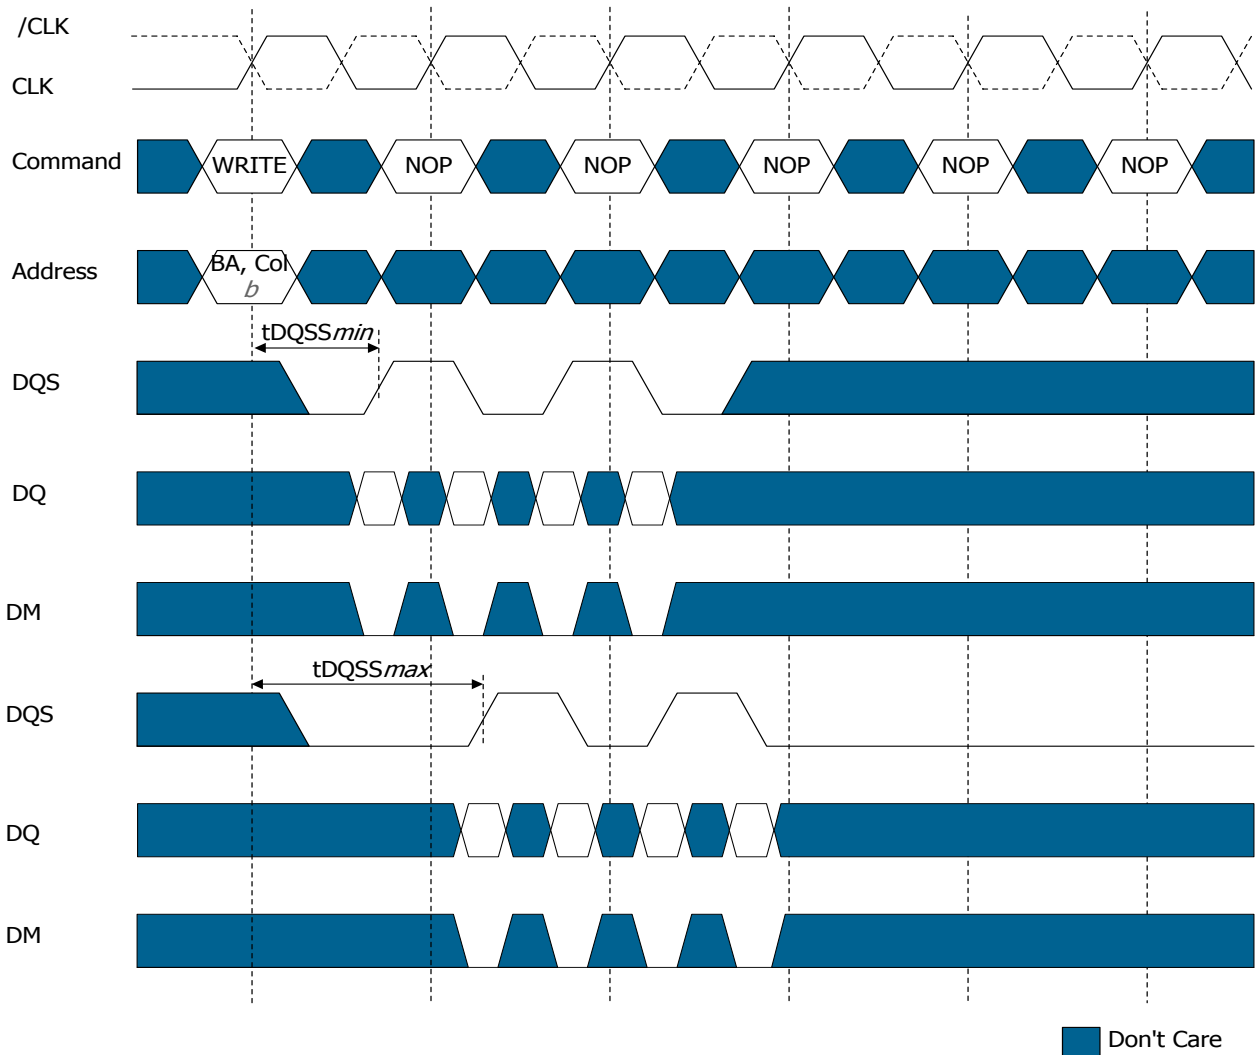 /CLK
CLK
Command WRITE NOP NOP NOP NOP NOP
Address BA, Col
b
tDQSSmin
DQS
DQ
DM
tDQSSmax
DQS
DQ
DM
Don't Care